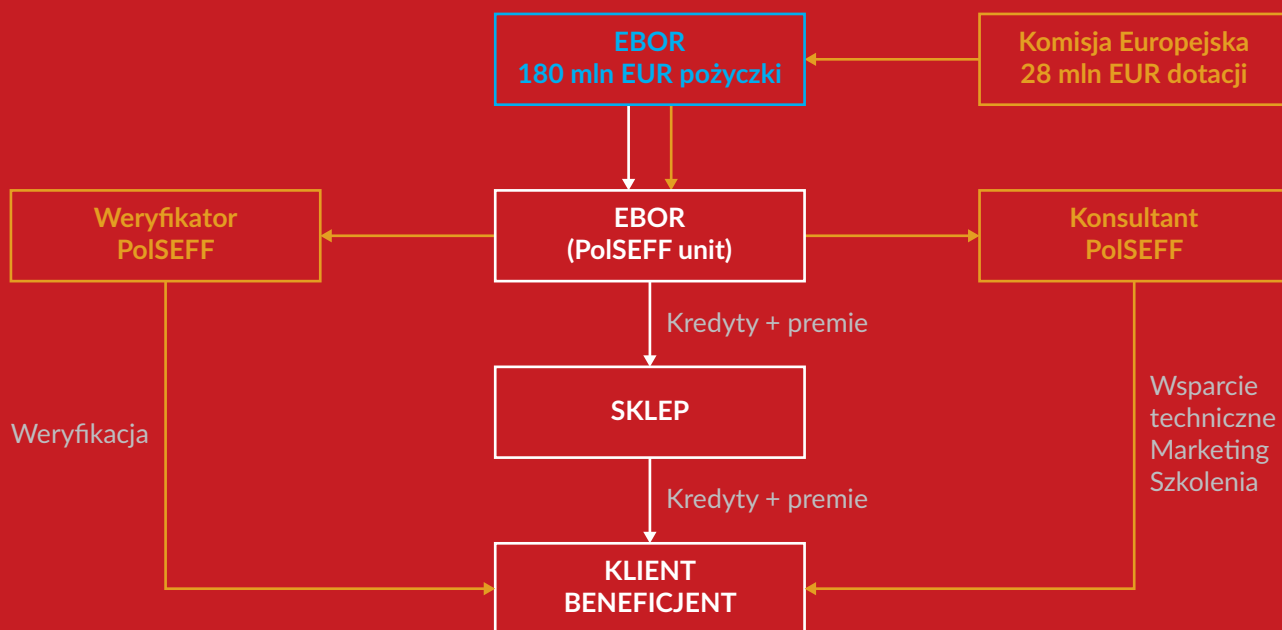 EBOR
180 mln EUR pożyczki
Komisja Europejska
28 mln EUR dotacji
Weryfikator
PolSEFF
EBOR
(PolSEFF unit)
Konsultant
PolSEFF
Kredyty + premie
SKLEP
Weryfikacja
Wsparcie
techniczne
Marketing
Szkolenia
Kredyty + premie
KLIENT
BENEFICJENT